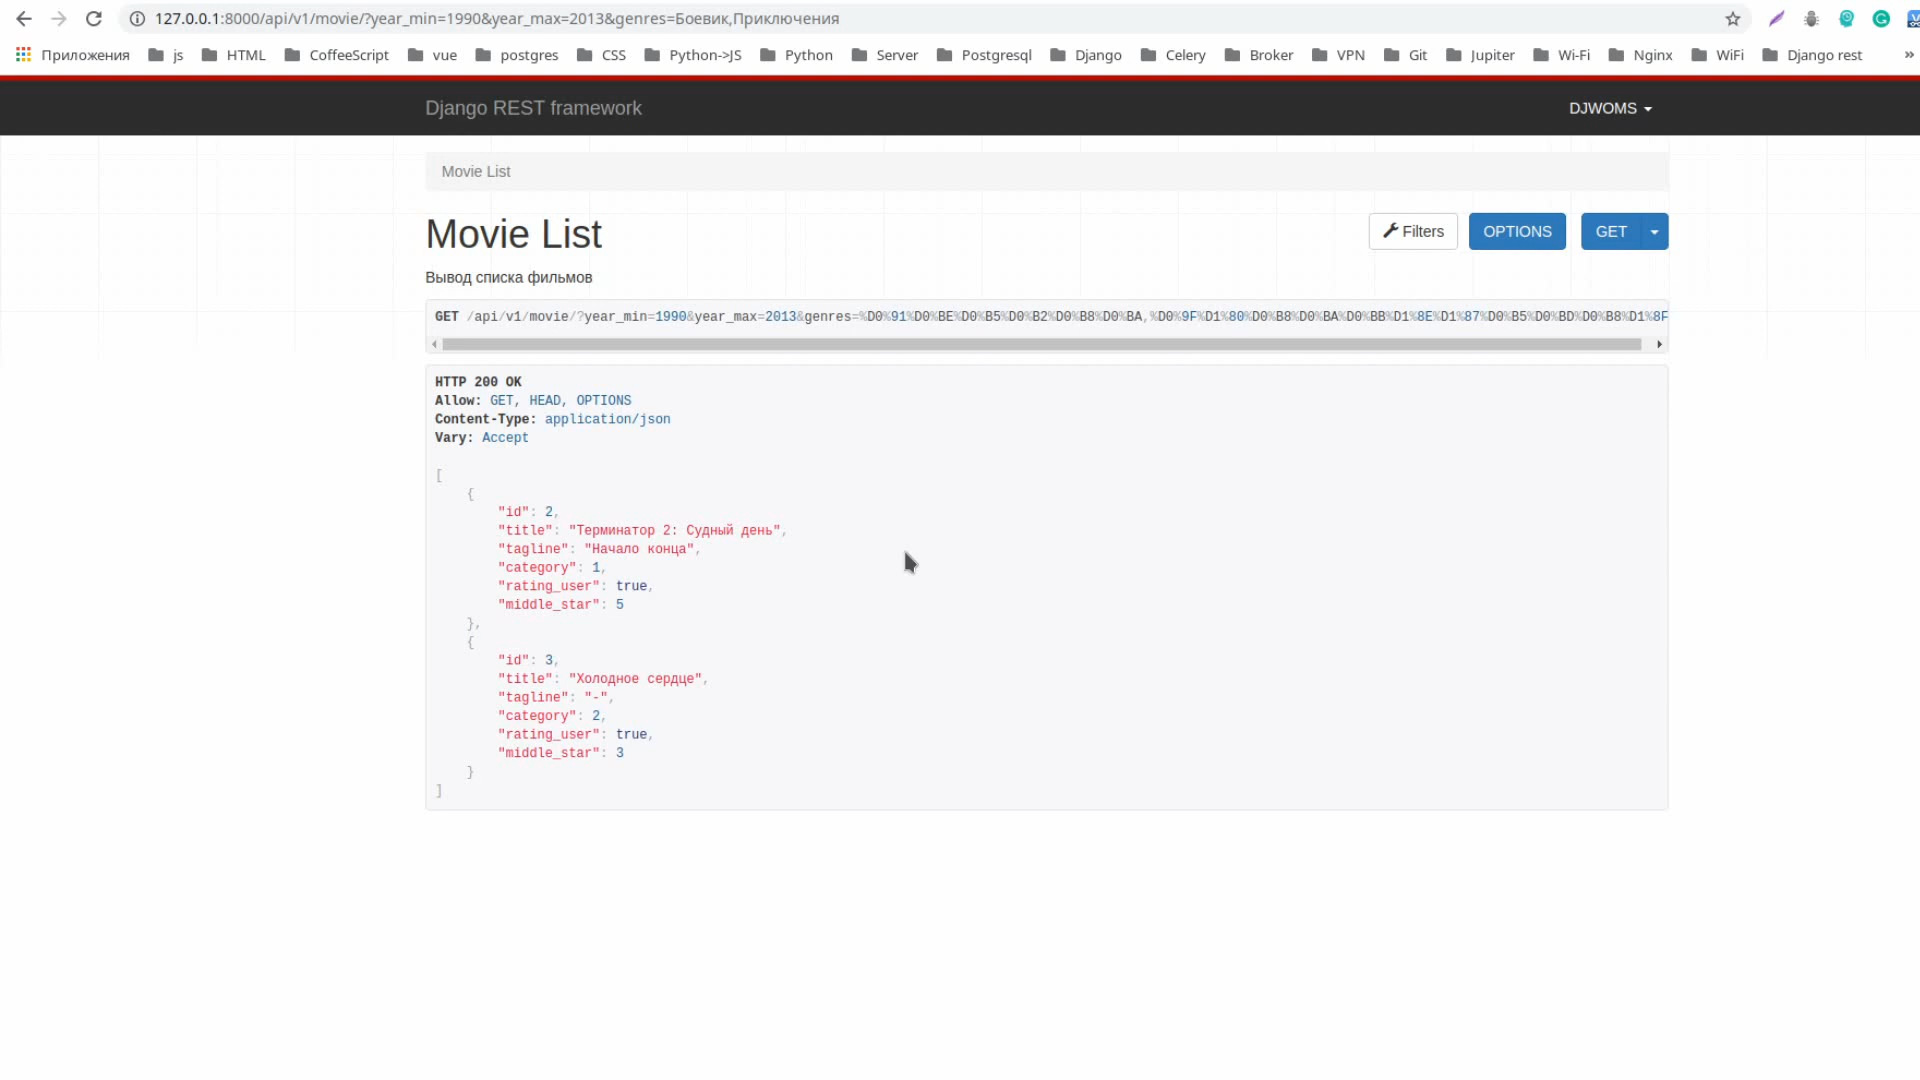 127.0.0.1:8000/api/v1/movie/?year_min=1990&year_max=2013&genres=Боевик,Приключения
Приложения js HTML CoffeeScript vue postgres CSS Python->JS Python Server Postgresql Django Celery Broker VPN Git Jupiter Wi-Fi Nginx WiFi Django rest »
Django REST framework DJWOMS
Movie List
Movie List Filters OPTIONS GET
Вывод списка фильмов
GET /api/v1/movie/?year_min=1990&year_max=2013&genres=%D0%91%D0%BE%D0%B5%D0%B2%D0%B8%D0%BA,%D0%9F%D1%80%D0%B8%D0%BA%D0%BB%D1%8E%D1%87%D0%B5%D0%BD%D0%B8%D1%8F
HTTP 200 OK
Allow: GET, HEAD, OPTIONS
Content-Type: application/json
Vary: Accept
[
{
"id": 2,
"title": "Терминатор 2: Судный день",
"tagline": "Начало конца",
"category": 1,
"rating_user": true,
"middle_star": 5
},
{
"id": 3,
"title": "Холодное сердце",
"tagline": "-",
"category": 2,
"rating_user": true,
"middle_star": 3
}
]